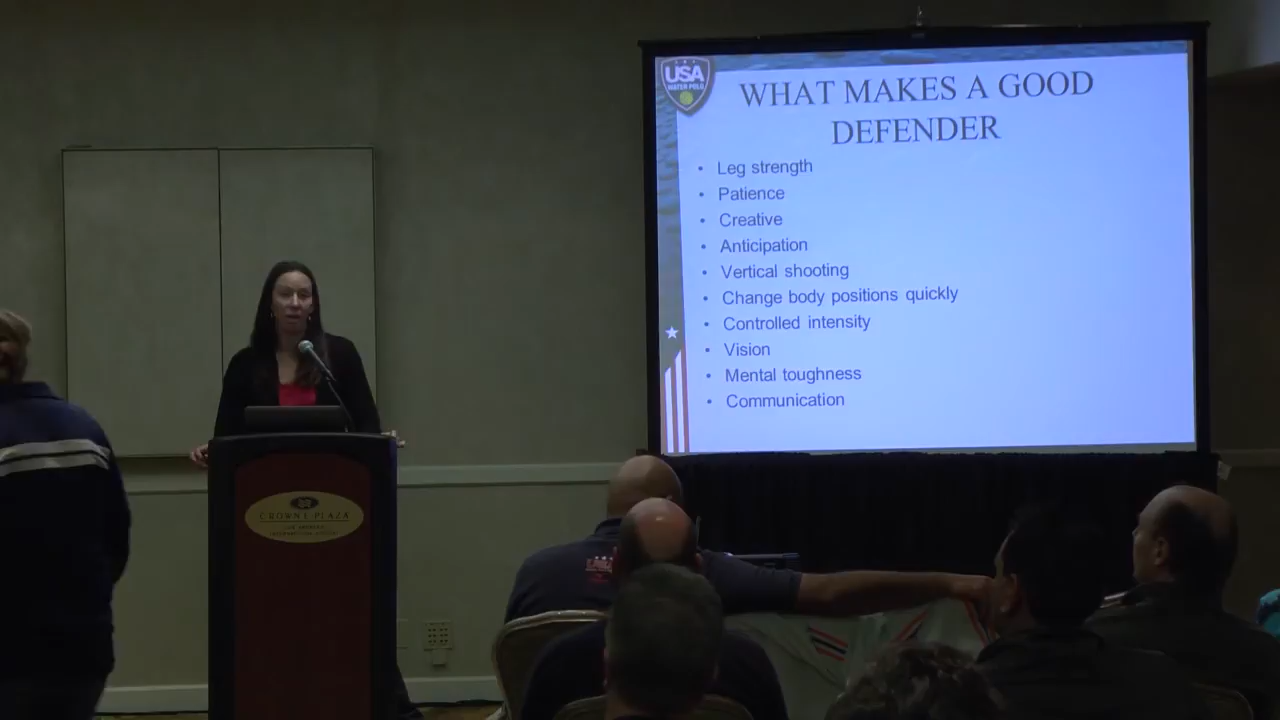 USA
WATER POLO
WHAT MAKES A GOOD
DEFENDER
• Leg strength
• Patience
• Creative
• Anticipation
• Vertical shooting
• Change body positions quickly
• Controlled intensity
• Vision
• Mental toughness
• Communication
CROWNE PLAZA